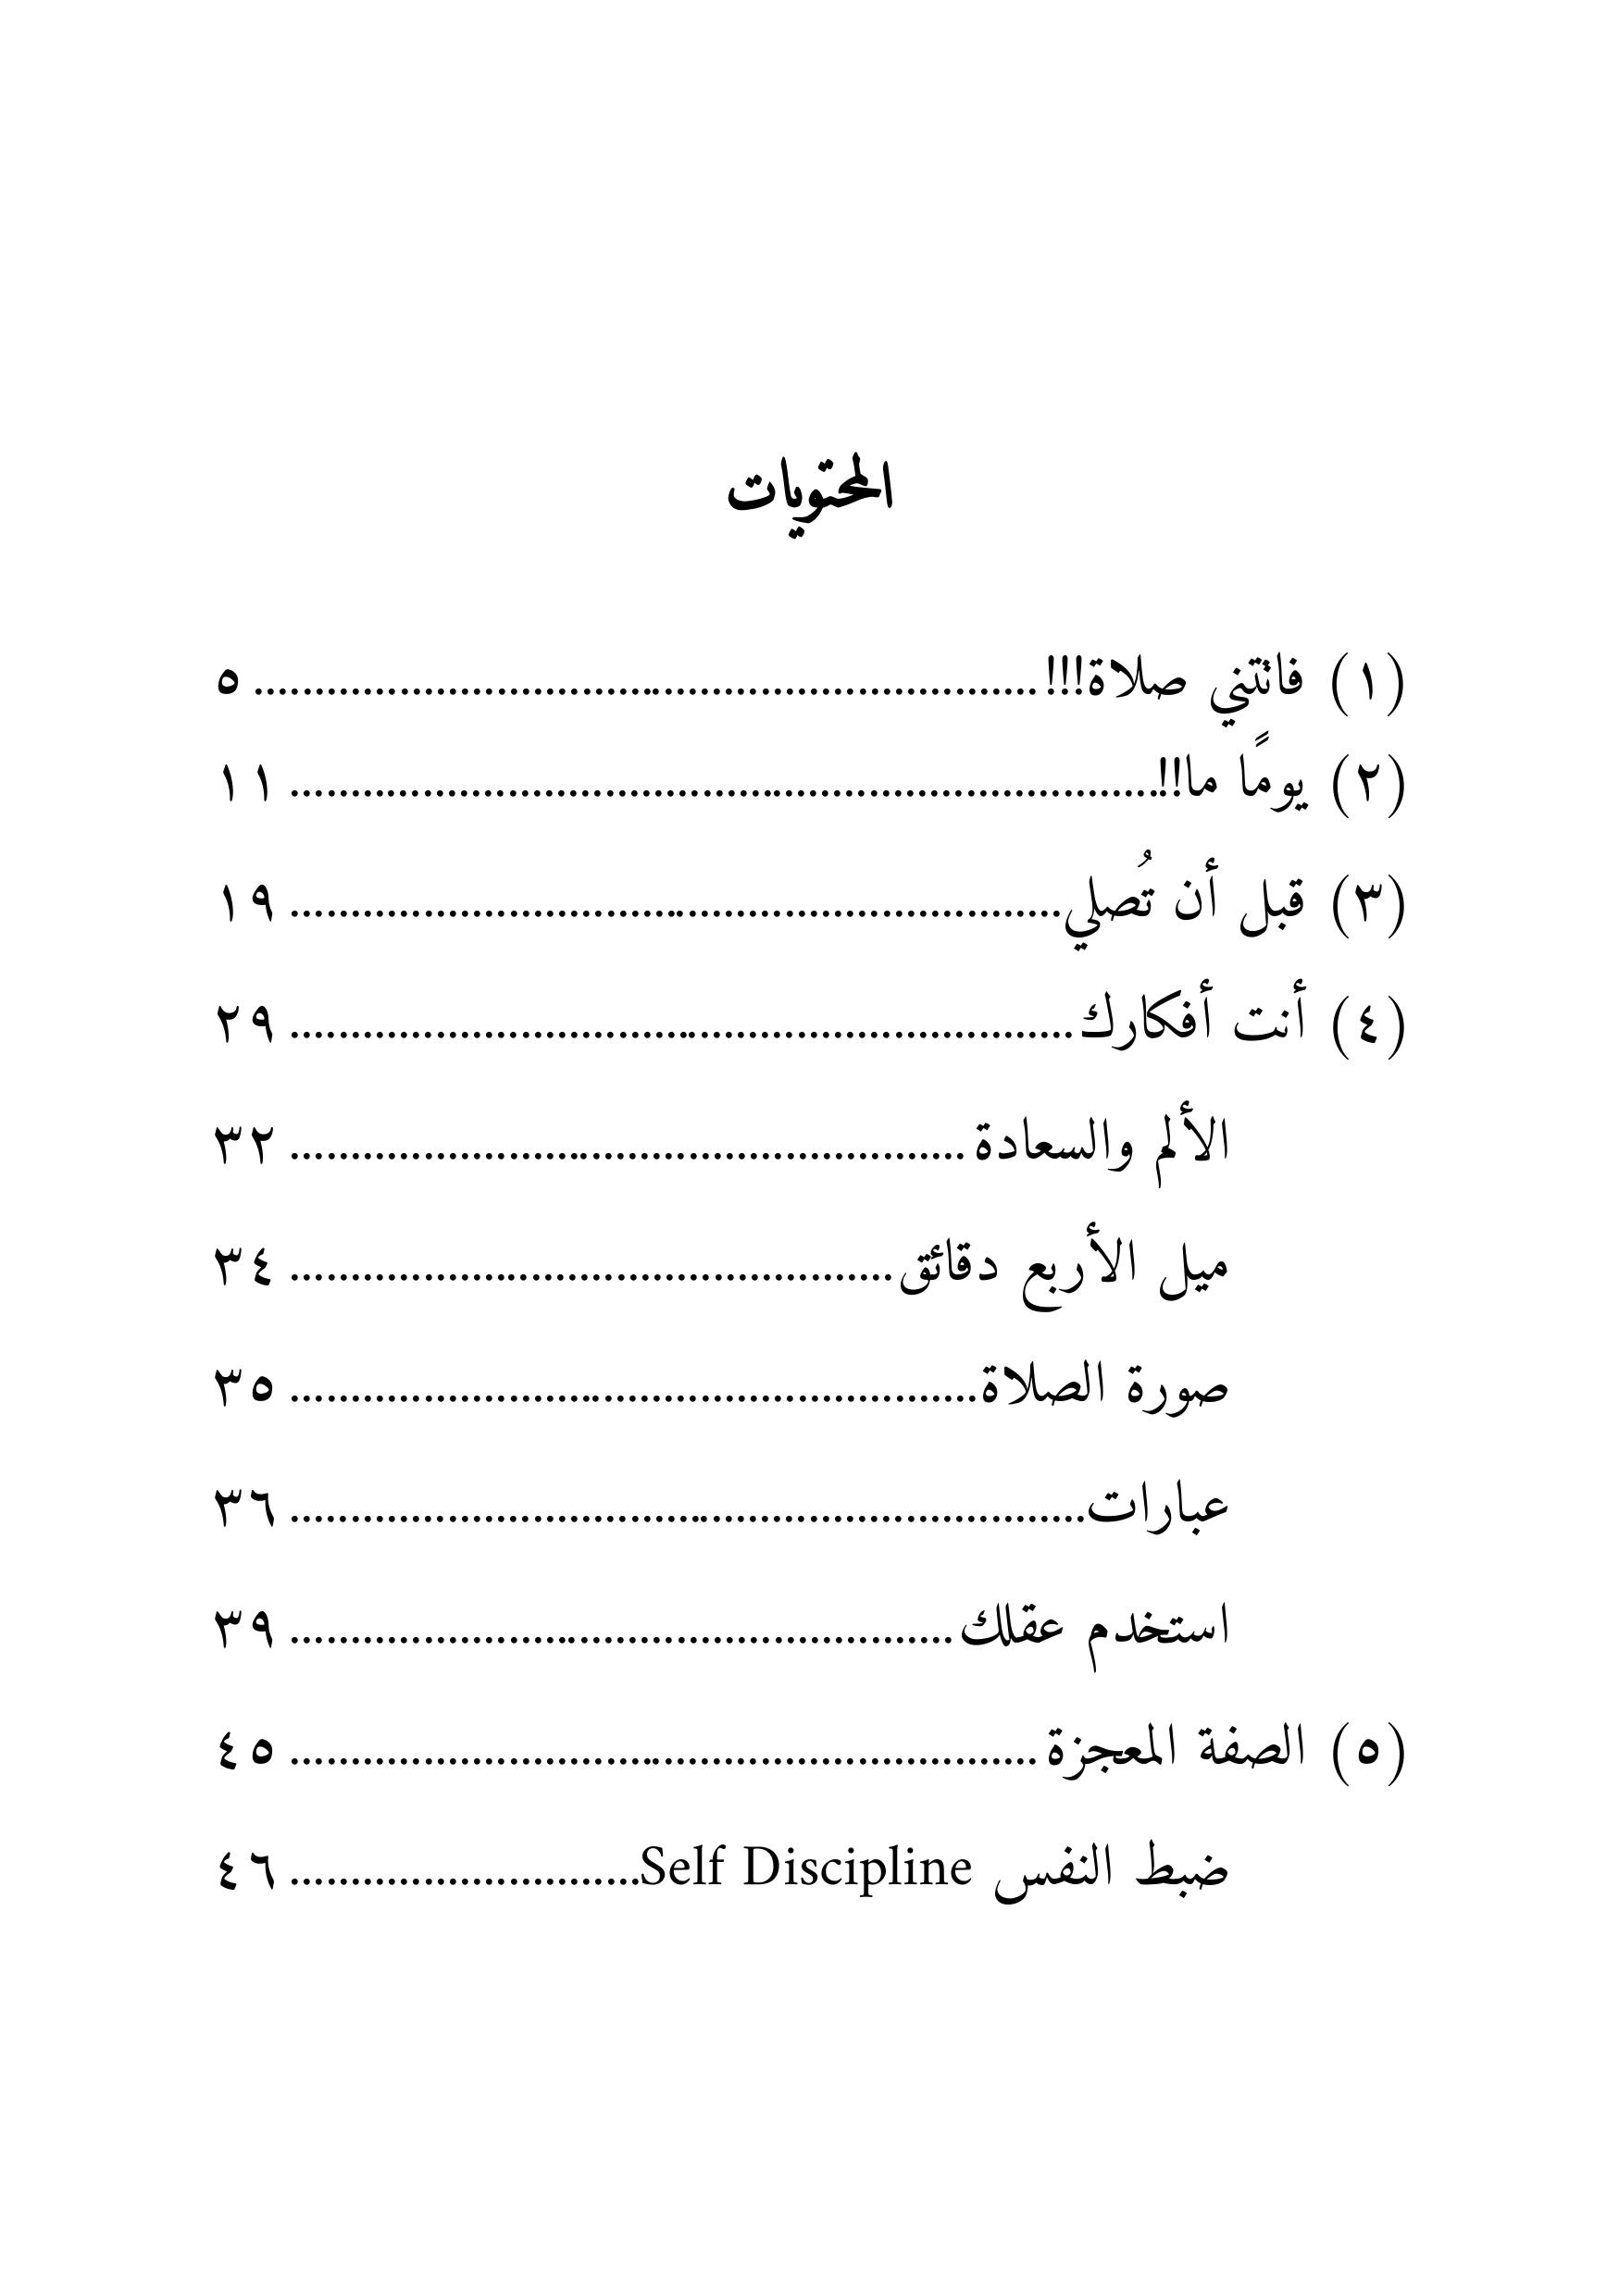 المحتويات
(١) فاتتني صلاة!!! ................................................................ ٥
(٢) يومًا ما!! ........................................................................ ١١
(٣) قبل أن تُصلي ................................................................ ١٩
(٤) أنت أفكارك ................................................................. ٢٩
الألم والسعادة ........................................................ ٣٢
ميل الأربع دقائق .................................................. ٣٤
صورة الصلاة ......................................................... ٣٥
عبارات .................................................................. ٣٦
استخدم عقلك ....................................................... ٣٩
(٥) الصفة المعجزة .............................................................. ٤٥
ضبط النفس Self Discipline ............................. ٤٦